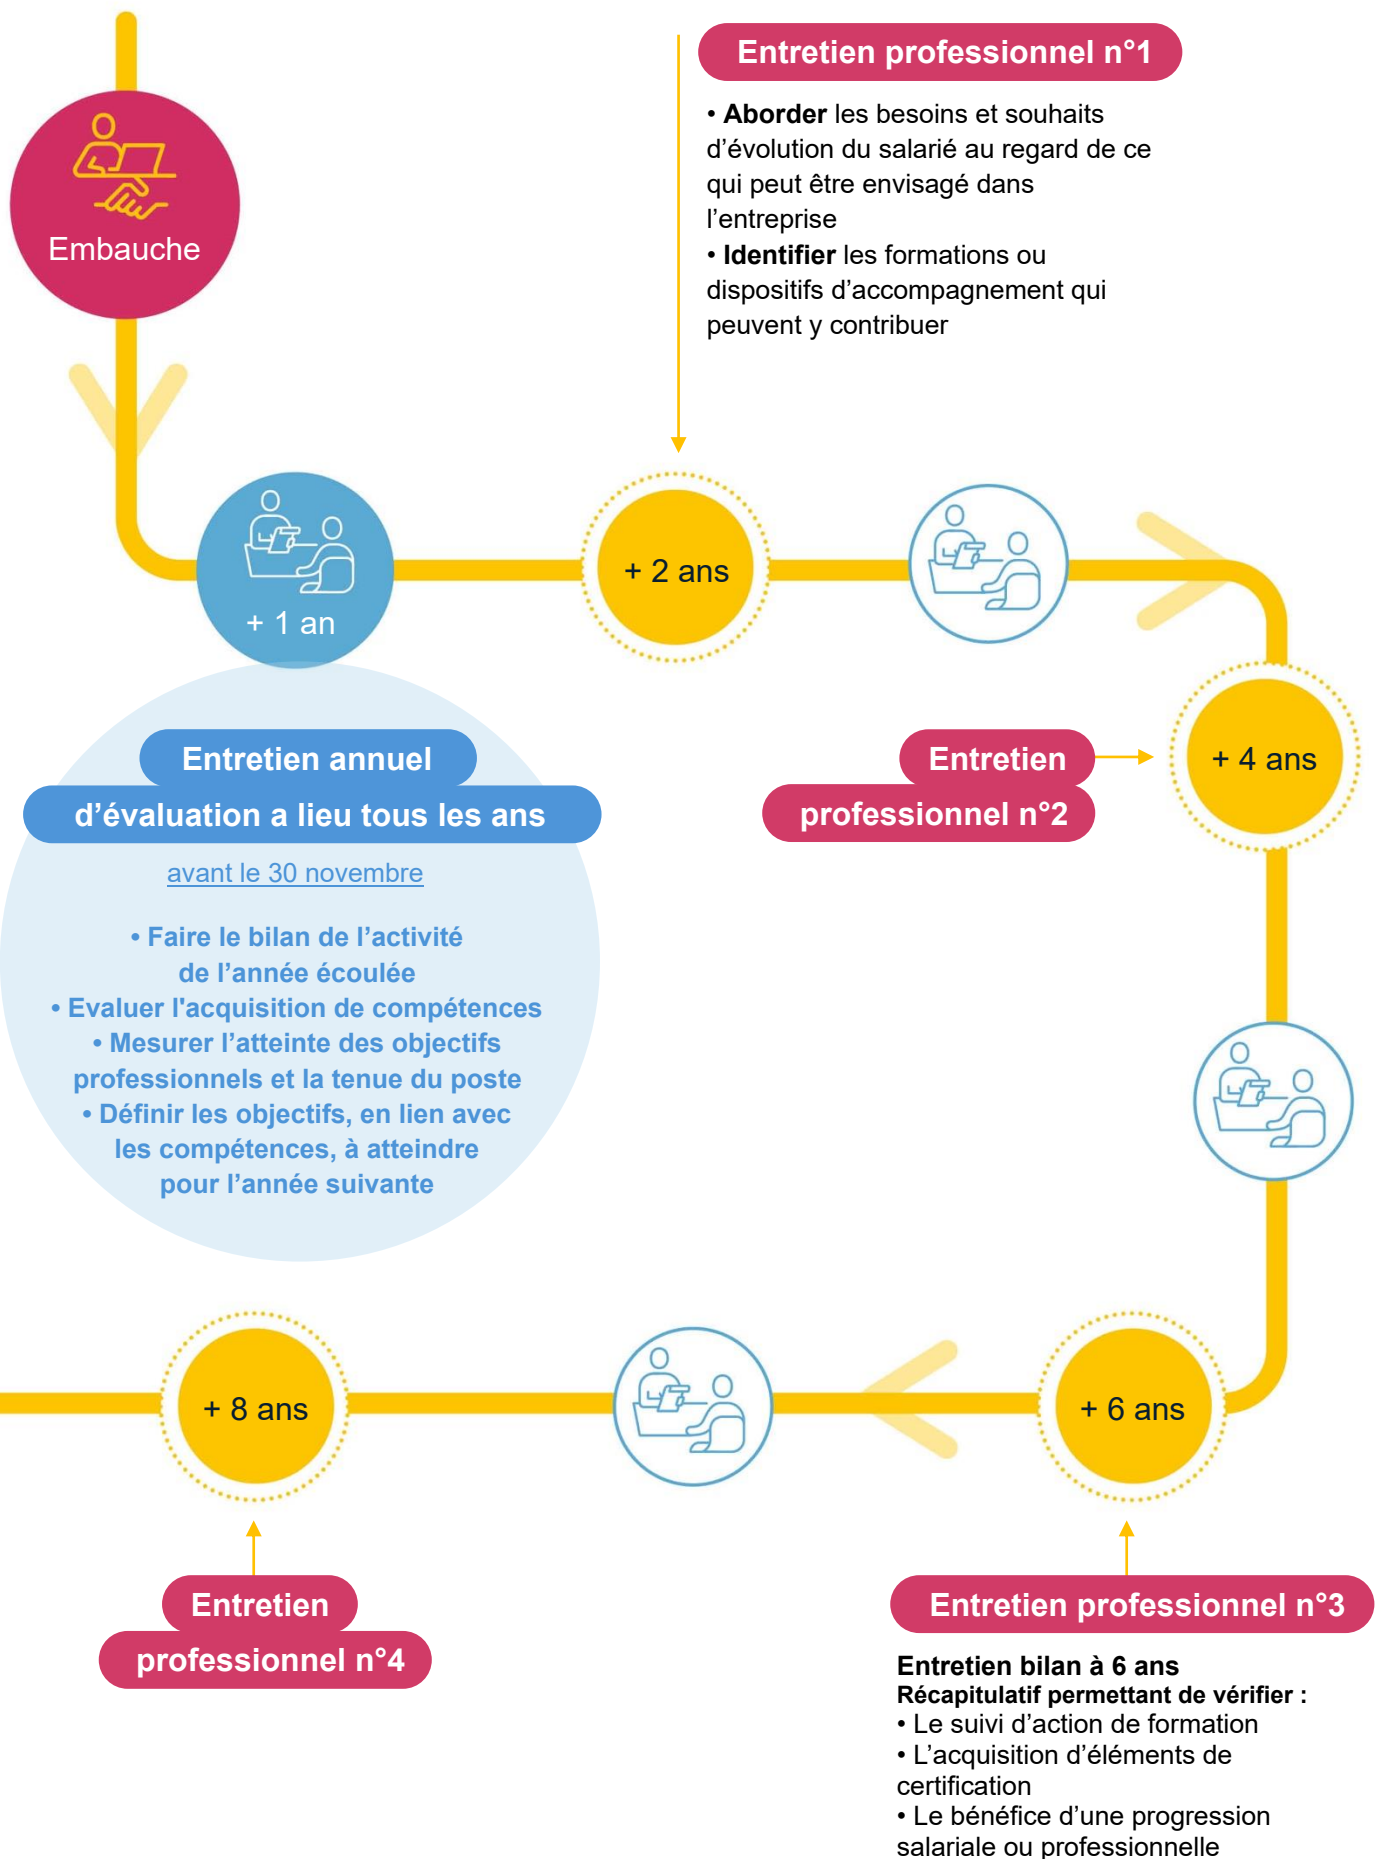 Embauche
Entretien professionnel n°1
• Aborder les besoins et souhaits
d’évolution du salarié au regard de ce
qui peut être envisagé dans
l’entreprise
• Identifier les formations ou
dispositifs d’accompagnement qui
peuvent y contribuer
+ 1 an
+ 2 ans
Entretien annuel
d’évaluation a lieu tous les ans
avant le 30 novembre
• Faire le bilan de l’activité
de l’année écoulée
• Evaluer l'acquisition de compétences
• Mesurer l’atteinte des objectifs
professionnels et la tenue du poste
• Définir les objectifs, en lien avec
les compétences, à atteindre
pour l’année suivante
Entretien
professionnel n°2
+ 4 ans
+ 6 ans
Entretien professionnel n°3
Entretien bilan à 6 ans
Récapitulatif permettant de vérifier :
• Le suivi d’action de formation
• L’acquisition d’éléments de
certification
• Le bénéfice d’une progression
salariale ou professionnelle
+ 8 ans
Entretien
professionnel n°4